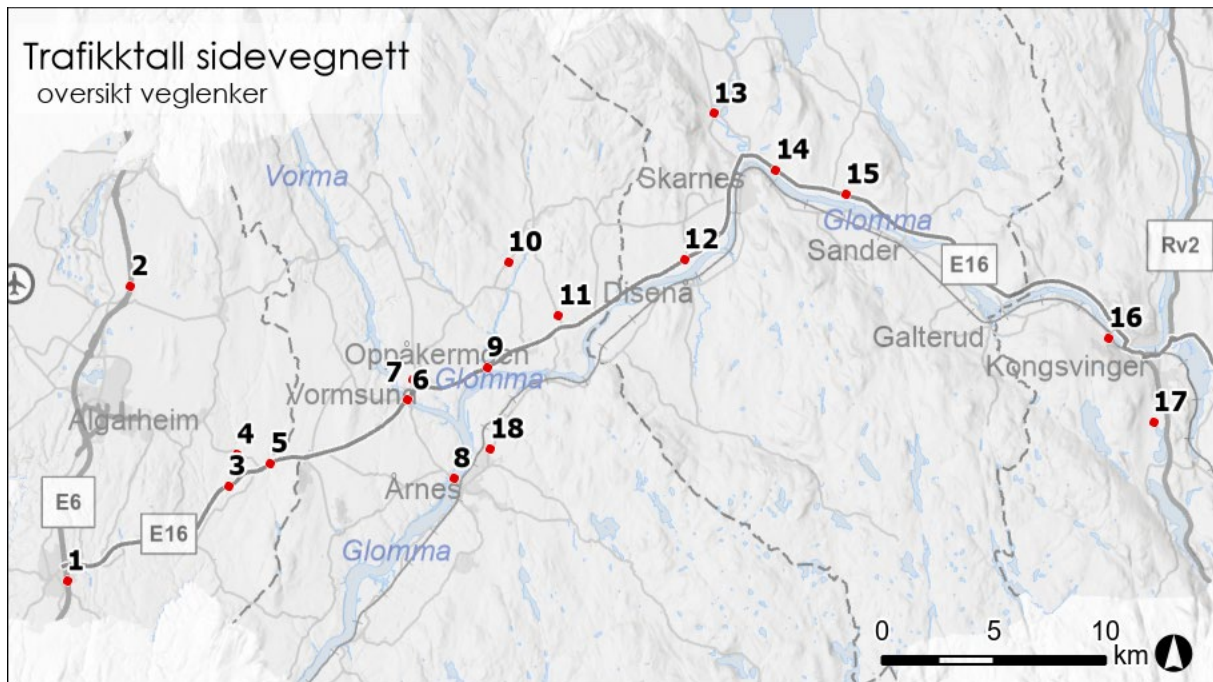 Trafikktall sidevegnett
oversikt veglenker
13
14
Skarnes
Vorma
15
Glomma
10
12
Sander
Rv2
2
E16
11
Disenå
16
9
Galterud
Oppåkermoen
7
6
Glomma
Kongsvinger
Vormsund
Algarheim
17
4
5
18
3
8
Årnes
E6
E16
Glomma
1
0
5
10
km